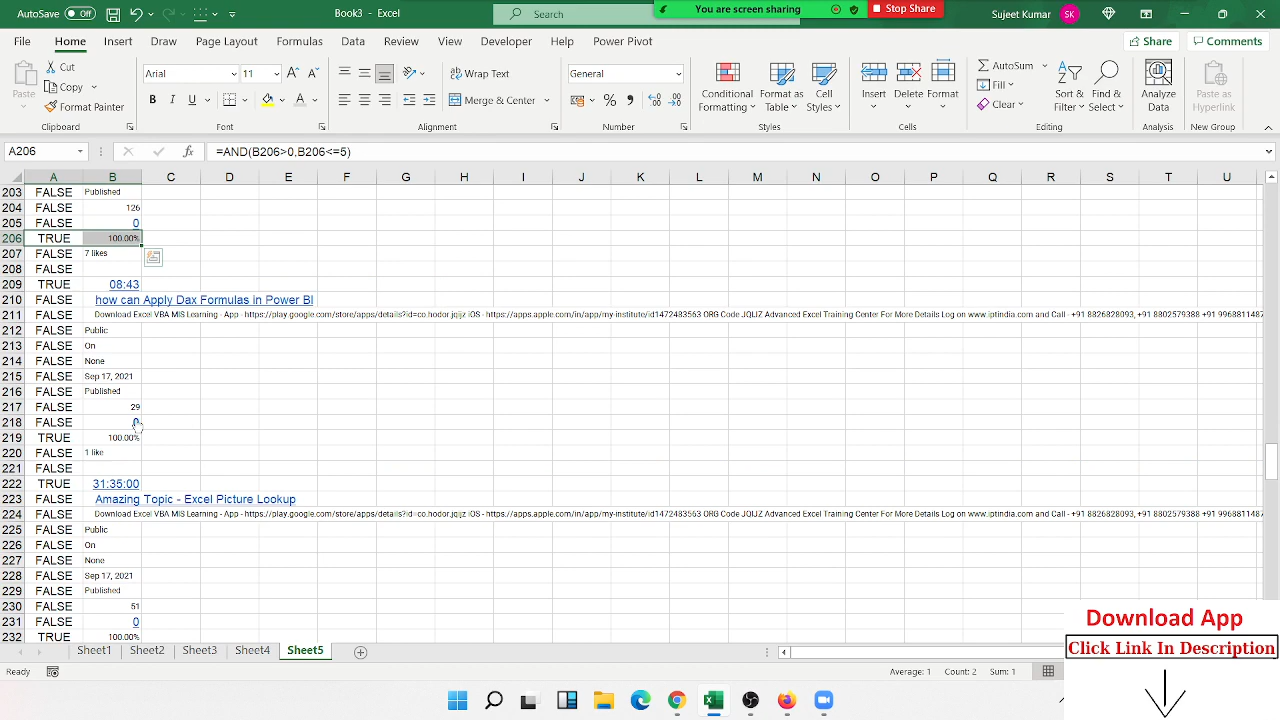 AutoSave Off Book3 - Excel Search You are screen sharing Stop Share Sujeet Kumar SK
File Home Insert Draw Page Layout Formulas Data Review View Developer Help Power Pivot Share Comments
Paste Cut Copy Format Painter Clipboard
Arial 11 B I U Font
Wrap Text Merge & Center Alignment
General % Number
Conditional Formatting Format as Table Cell Styles Styles
Insert Delete Format Cells
AutoSum Fill Clear Sort & Filter Find & Select Editing
Analyze Data Analysis
Paste as Hyperlink New Group
A206 fx =AND(B206>0,B206<=5)
A B C D E F G H I J K L M N O P Q R S T U
203 FALSE Published
204 FALSE 126
205 FALSE 0
206 TRUE 100.00%
207 FALSE 7 likes
208 FALSE
209 TRUE 08:43
210 FALSE how can Apply Dax Formulas in Power BI
211 FALSE Download Excel VBA MIS Learning - App - https://play.google.com/store/apps/details?id=co.hodor.jqijz iOS - https://apps.apple.com/in/app/my-institute/id1472483563 ORG Code JQIJZ Advanced Excel Training Center For More Details Log on www.iptindia.com and Call - +91 8826828093, +91 8802579388 +91 9968811487
212 FALSE Public
213 FALSE On
214 FALSE None
215 FALSE Sep 17, 2021
216 FALSE Published
217 FALSE 29
218 FALSE 0
219 TRUE 100.00%
220 FALSE 1 like
221 FALSE
222 TRUE 31:35:00
223 FALSE Amazing Topic - Excel Picture Lookup
224 FALSE Download Excel VBA MIS Learning - App - https://play.google.com/store/apps/details?id=co.hodor.jqijz iOS - https://apps.apple.com/in/app/my-institute/id1472483563 ORG Code JQIJZ Advanced Excel Training Center For More Details Log on www.iptindia.com and Call - +91 8826828093, +91 8802579388 +91 9968811487
225 FALSE Public
226 FALSE On
227 FALSE None
228 FALSE Sep 17, 2021
229 FALSE Published
230 FALSE 51
231 FALSE 0
232 TRUE 100.00%
Download App
Click Link In Description
Sheet1 Sheet2 Sheet3 Sheet4 Sheet5
Ready Average: 1 Count: 2 Sum: 1